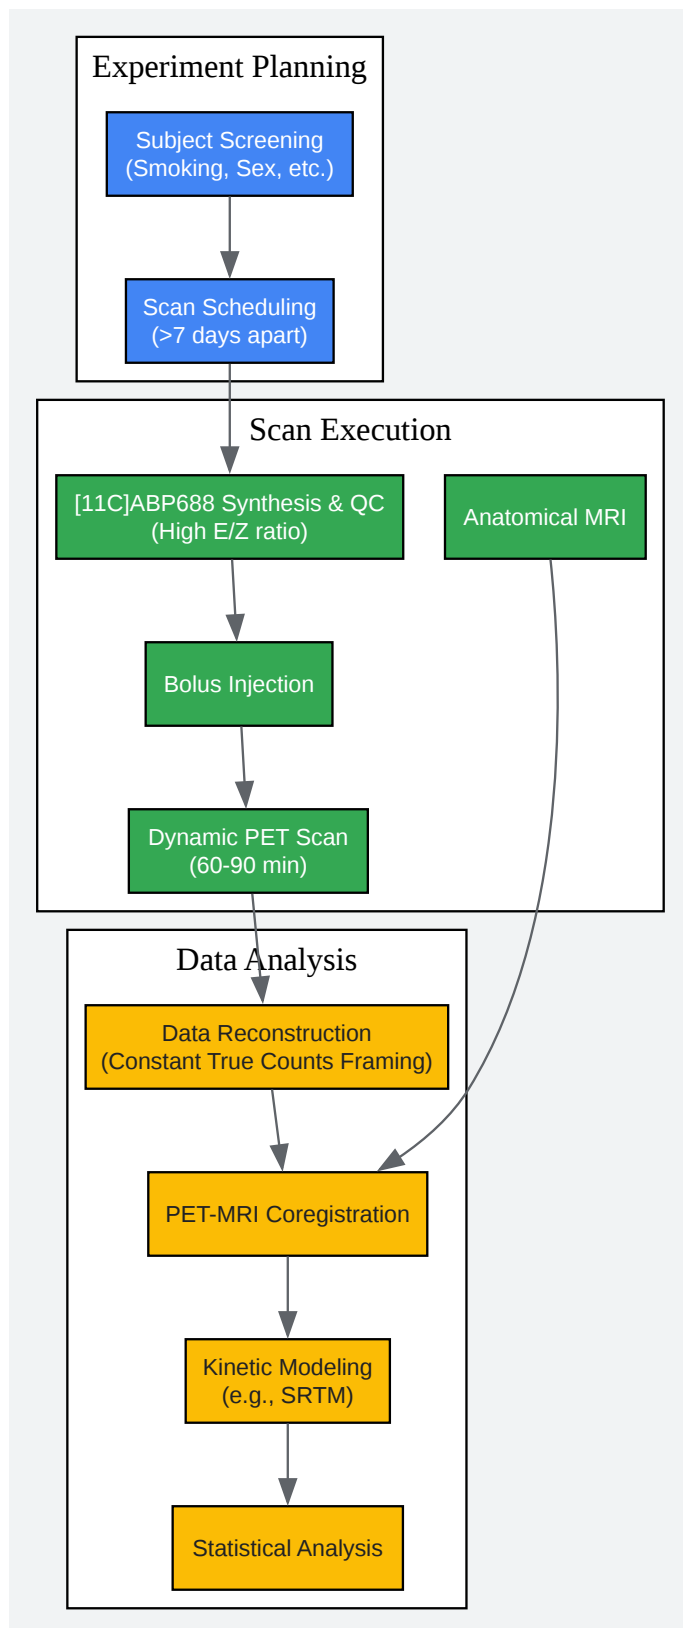 Experiment Planning
Subject Screening
(Smoking, Sex, etc.)
Scan Scheduling
(>7 days apart)
Scan Execution
[11C]ABP688 Synthesis & QC
(High E/Z ratio)
Anatomical MRI
Bolus Injection
Dynamic PET Scan
(60-90 min)
Data Analysis
Data Reconstruction
(Constant True Counts Framing)
PET-MRI Coregistration
Kinetic Modeling
(e.g., SRTM)
Statistical Analysis